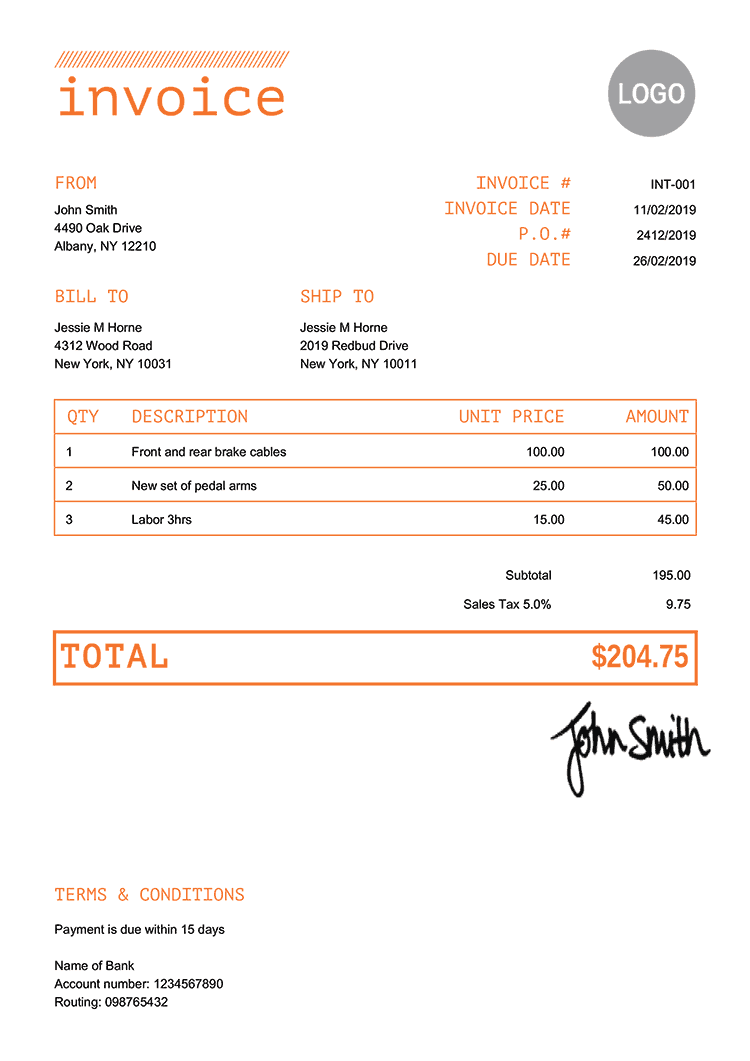 invoice
LOGO
FROM
John Smith
4490 Oak Drive
Albany, NY 12210
INVOICE # INT-001
INVOICE DATE 11/02/2019
P.O.# 2412/2019
DUE DATE 26/02/2019
BILL TO
Jessie M Horne
4312 Wood Road
New York, NY 10031
SHIP TO
Jessie M Horne
2019 Redbud Drive
New York, NY 10011
QTY DESCRIPTION UNIT PRICE AMOUNT
1 Front and rear brake cables 100.00 100.00
2 New set of pedal arms 25.00 50.00
3 Labor 3hrs 15.00 45.00
Subtotal 195.00
Sales Tax 5.0% 9.75
TOTAL $204.75
John Smith
TERMS & CONDITIONS
Payment is due within 15 days
Name of Bank
Account number: 1234567890
Routing: 098765432